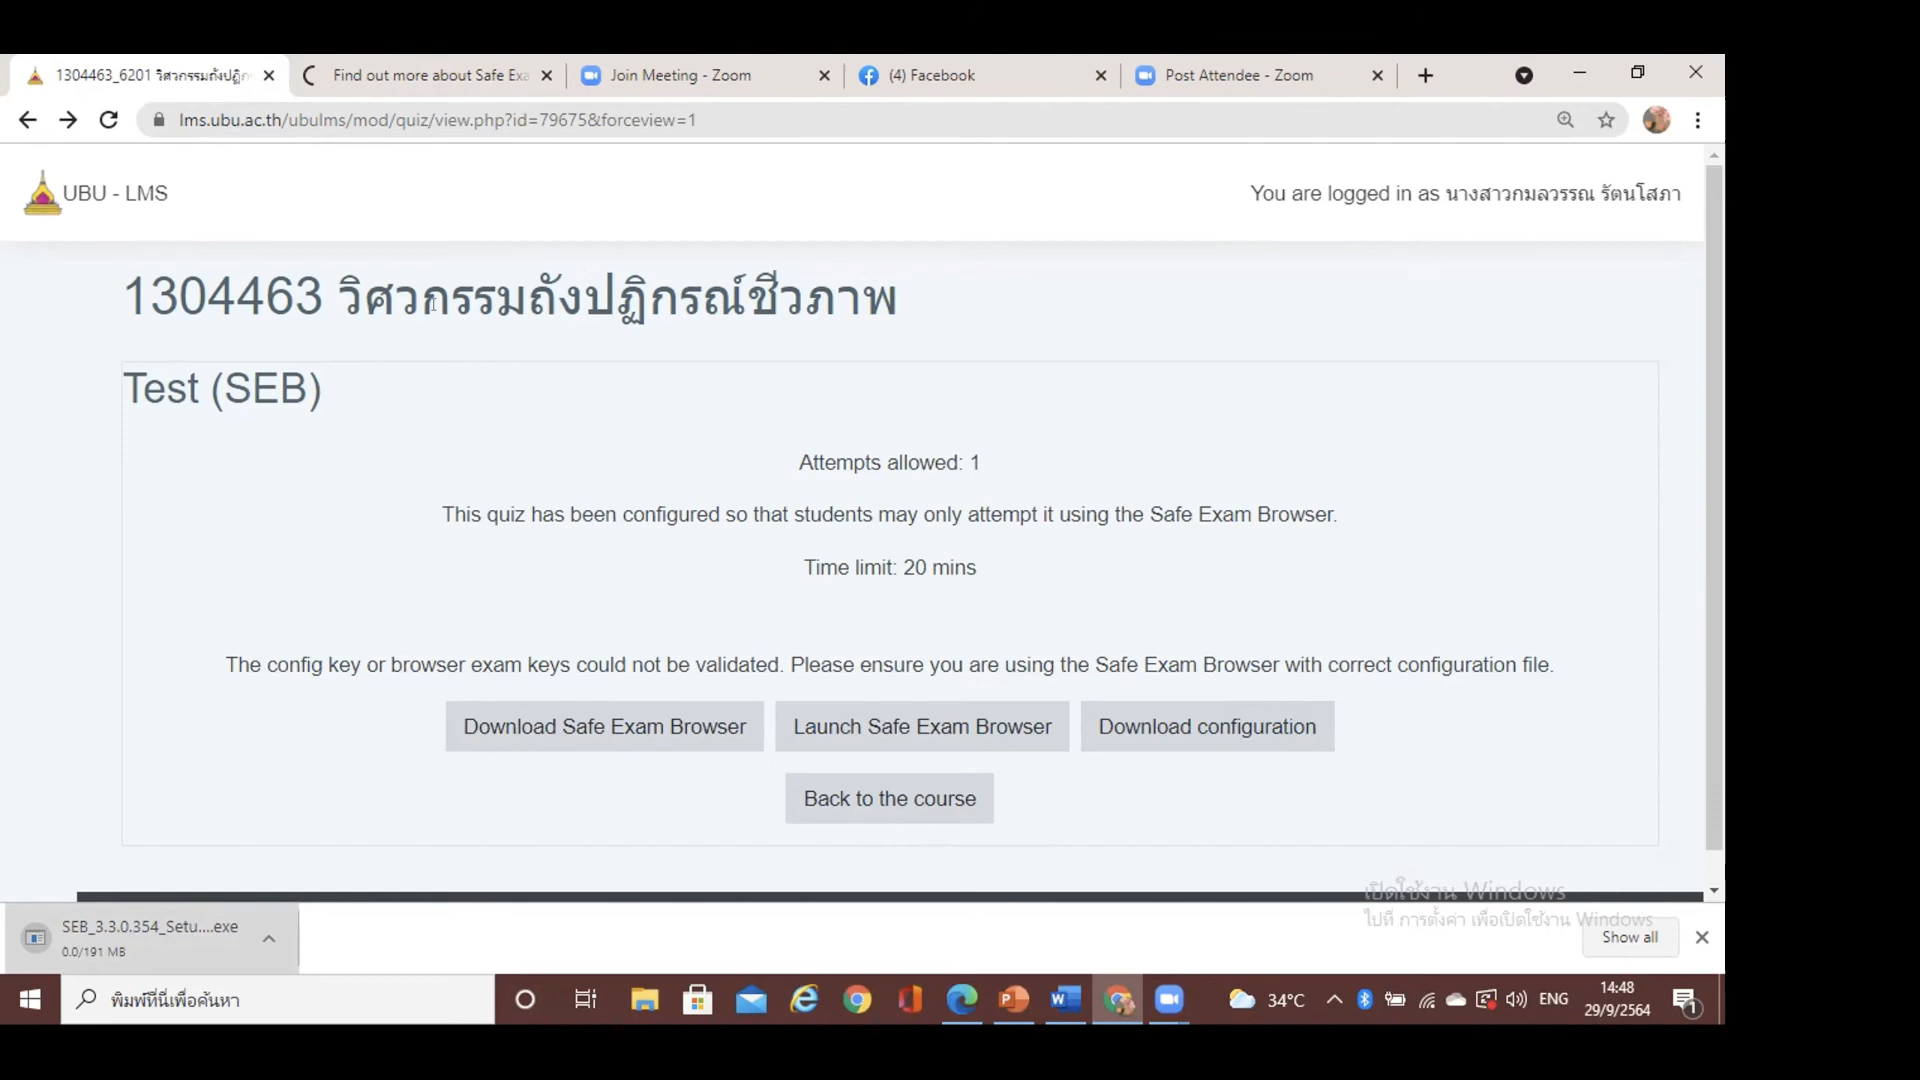 1304463_6201 วิศวกรรมถังปฏิกร
Find out more about Safe Exa
Join Meeting - Zoom
(4) Facebook
Post Attendee - Zoom
lms.ubu.ac.th/ubulms/mod/quiz/view.php?id=79675&forceview=1
UBU - LMS
You are logged in as นางสาวกมลวรรณ รัตนโสภา
1304463 วิศวกรรมถังปฏิกรณ์ชีวภาพ
Test (SEB)
Attempts allowed: 1
This quiz has been configured so that students may only attempt it using the Safe Exam Browser.
Time limit: 20 mins
The config key or browser exam keys could not be validated. Please ensure you are using the Safe Exam Browser with correct configuration file.
Download Safe Exam Browser
Launch Safe Exam Browser
Download configuration
Back to the course
เปิดใช้งาน Windows
ไปที่ การตั้งค่า เพื่อเปิดใช้งาน Windows
SEB_3.3.0.354_Setu....exe
0.0/191 MB
Show all
พิมพ์ที่นี่เพื่อค้นหา
34°C
ENG
14:48
29/9/2564
1